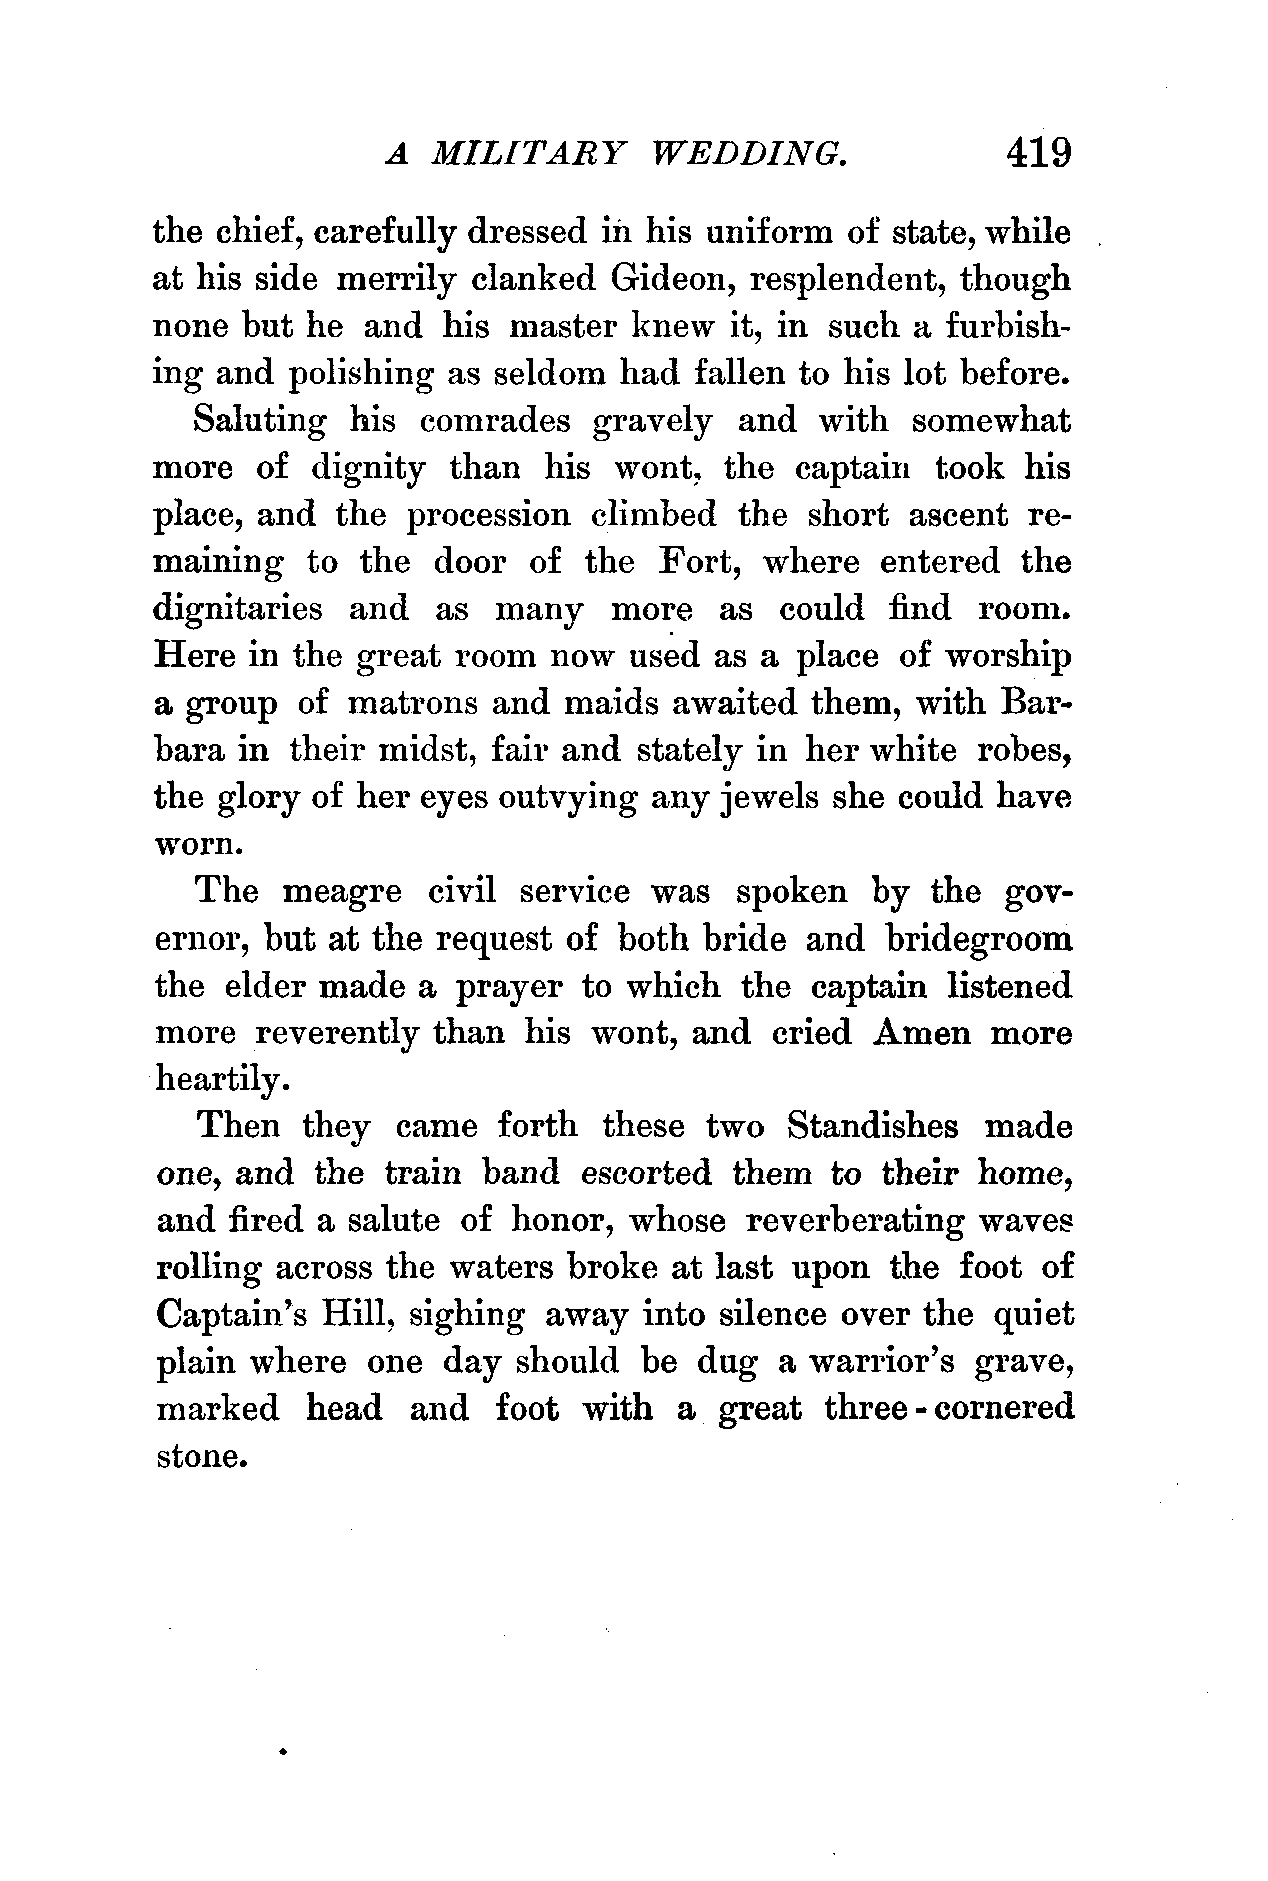 A MILITARY WEDDING. 419
the chief, carefully dressed in his uniform of state, while
at his side merrily clanked Gideon, resplendent, though
none but he and his master knew it, in such a furbish-
ing and polishing as seldom had fallen to his lot before.
Saluting his comrades gravely and with somewhat
more of dignity than his wont, the captain took his
place, and the procession climbed the short ascent re-
maining to the door of the Fort, where entered the
dignitaries and as many more as could find room.
Here in the great room now used as a place of worship
a group of matrons and maids awaited them, with Bar-
bara in their midst, fair and stately in her white robes,
the glory of her eyes outvying any jewels she could have
worn.
The meagre civil service was spoken by the gov-
ernor, but at the request of both bride and bridegroom
the elder made a prayer to which the captain listened
more reverently than his wont, and cried Amen more
heartily.
Then they came forth these two Standishes made
one, and the train band escorted them to their home,
and fired a salute of honor, whose reverberating waves
rolling across the waters broke at last upon the foot of
Captain's Hill, sighing away into silence over the quiet
plain where one day should be dug a warrior's grave,
marked head and foot with a great three-cornered
stone.